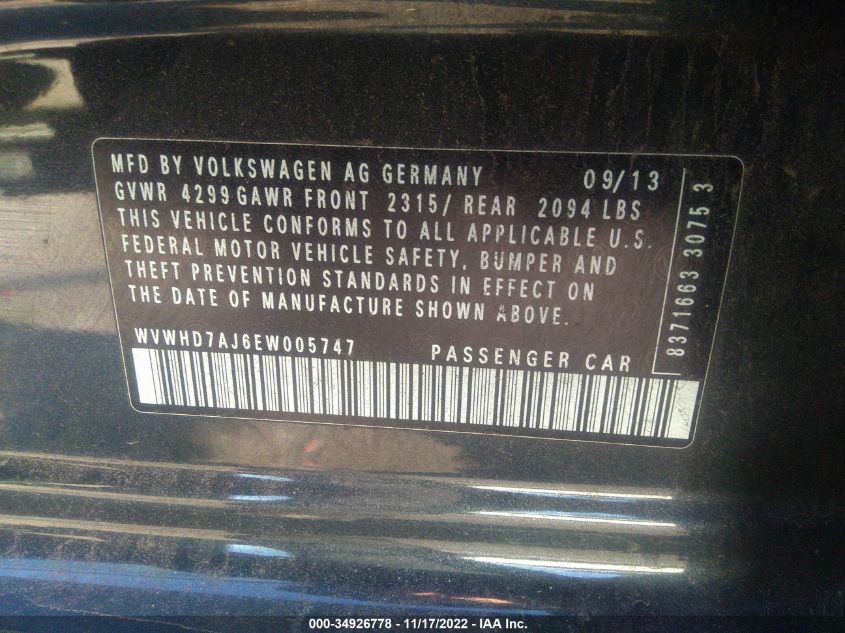 MFD BY VOLKSWAGEN AG GERMANY 09/13
GVWR 4299 GAWR FRONT 2315/ REAR 2094 LBS
THIS VEHICLE CONFORMS TO ALL APPLICABLE U.S.
FEDERAL MOTOR VEHICLE SAFETY, BUMPER AND
THEFT PREVENTION STANDARDS IN EFFECT ON
THE DATE OF MANUFACTURE SHOWN ABOVE.
WVWHD7AJ6EW005747 PASSENGER CAR
8371663 3075 3
000-34926778 - 11/17/2022 - IAA Inc.